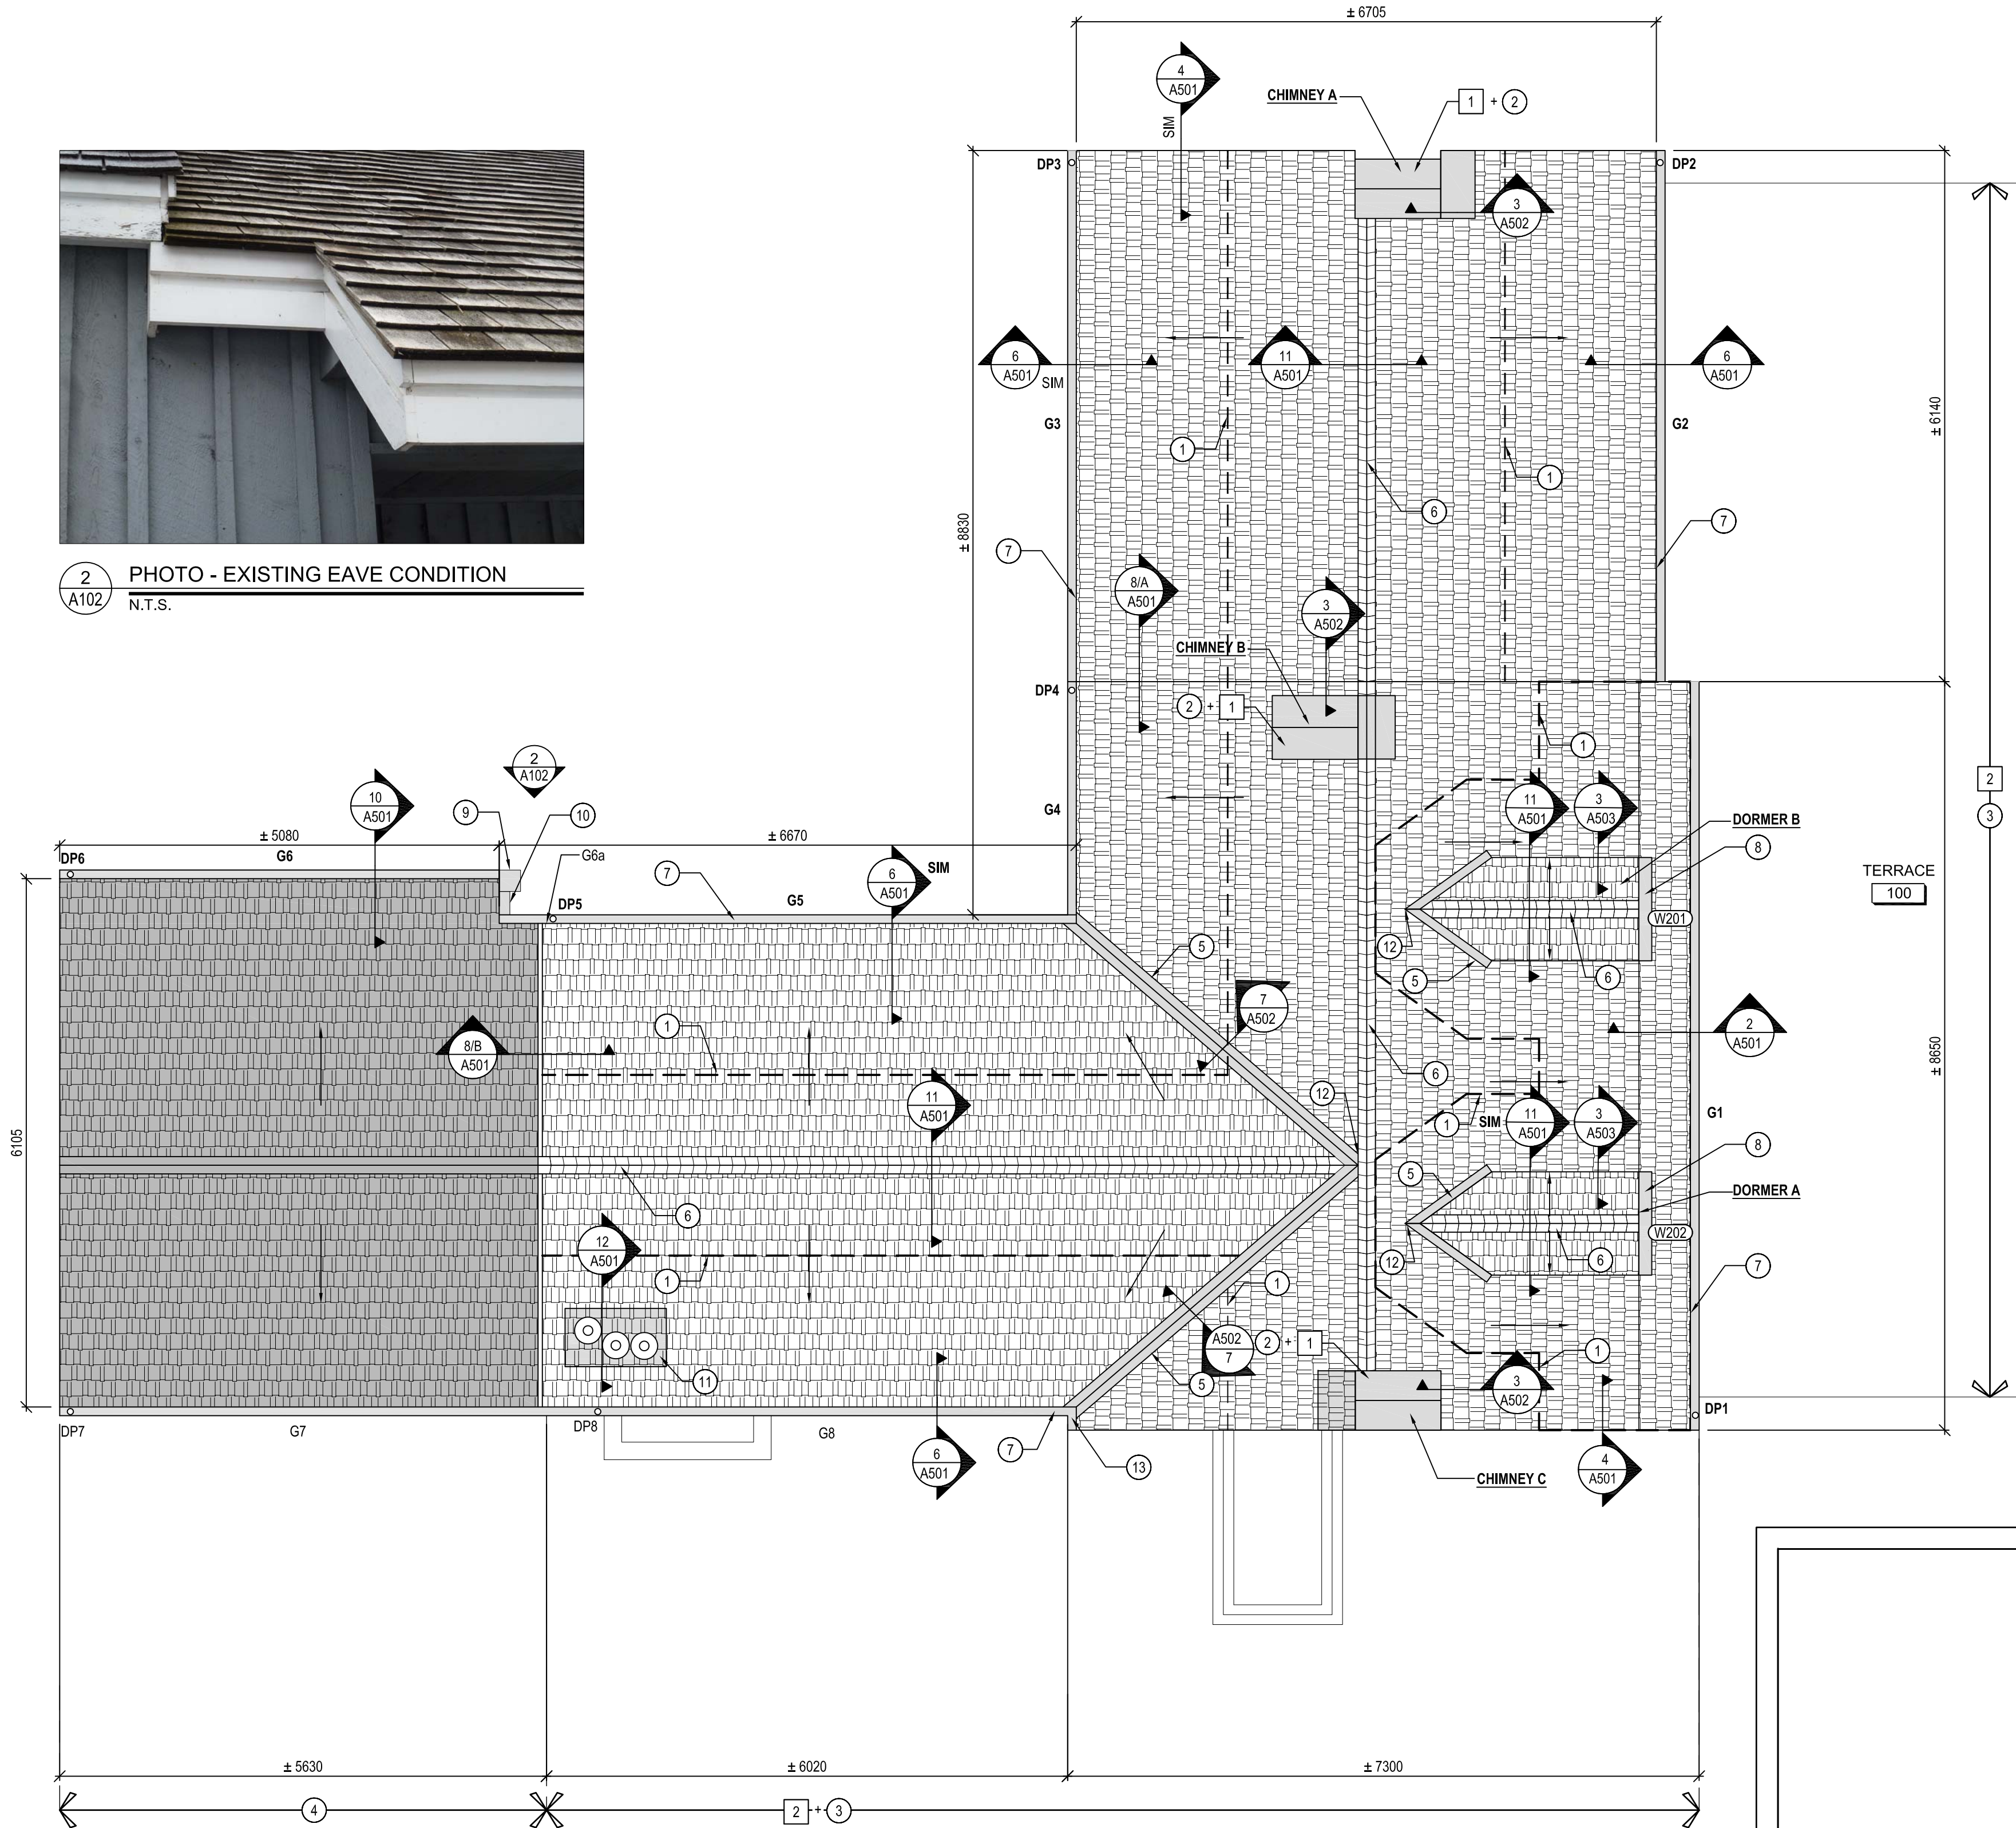 ± 6705
4
A501
SIM
CHIMNEY A
1 + 2
DP3
DP2
3
A502
6
A501
SIM
11
A501
6
A501
G3
G2
± 6140
1
1
6
± 8830
7
7
2
A102
PHOTO - EXISTING EAVE CONDITION
N.T.S.
8/A
A501
3
A502
CHIMNEY B
DP4
2 + 1
1
2
A102
2
3
10
A501
9
10
G4
11
A501
3
A503
DORMER B
8
± 5080
± 6670
DP6
G6
G6a
7
6
A501
SIM
TERRACE
100
DP5
G5
W201
5
12
5
6
7
A502
1
2
A501
8/B
A501
6
11
A501
12
1
SIM
11
A501
3
A503
G1
± 8650
8
6105
5
DORMER A
6
W202
12
A501
12
6
1
1
7
A502
7
2 + 1
1
11
5
3
A502
DP1
DP7
G7
DP8
G8
7
13
6
A501
CHIMNEY C
4
A501
± 5630
± 6020
± 7300
4
2 + 3